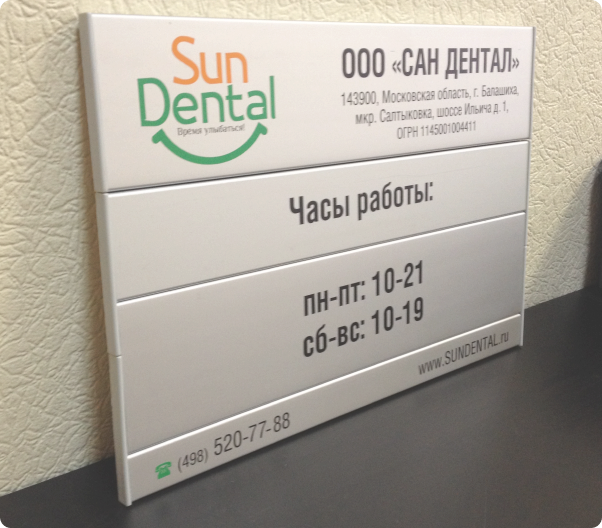 Sun
Dental
Время улыбаться!
ООО «САН ДЕНТАЛ»
143900, Московская область, г. Балашиха,
мкр. Салтыковка, шоссе Ильича д. 1,
ОГРН 1145001004411
Часы работы:
пн-пт: 10-21
сб-вс: 10-19
☎ (498) 520-77-88
www.SUNDENTAL.ru